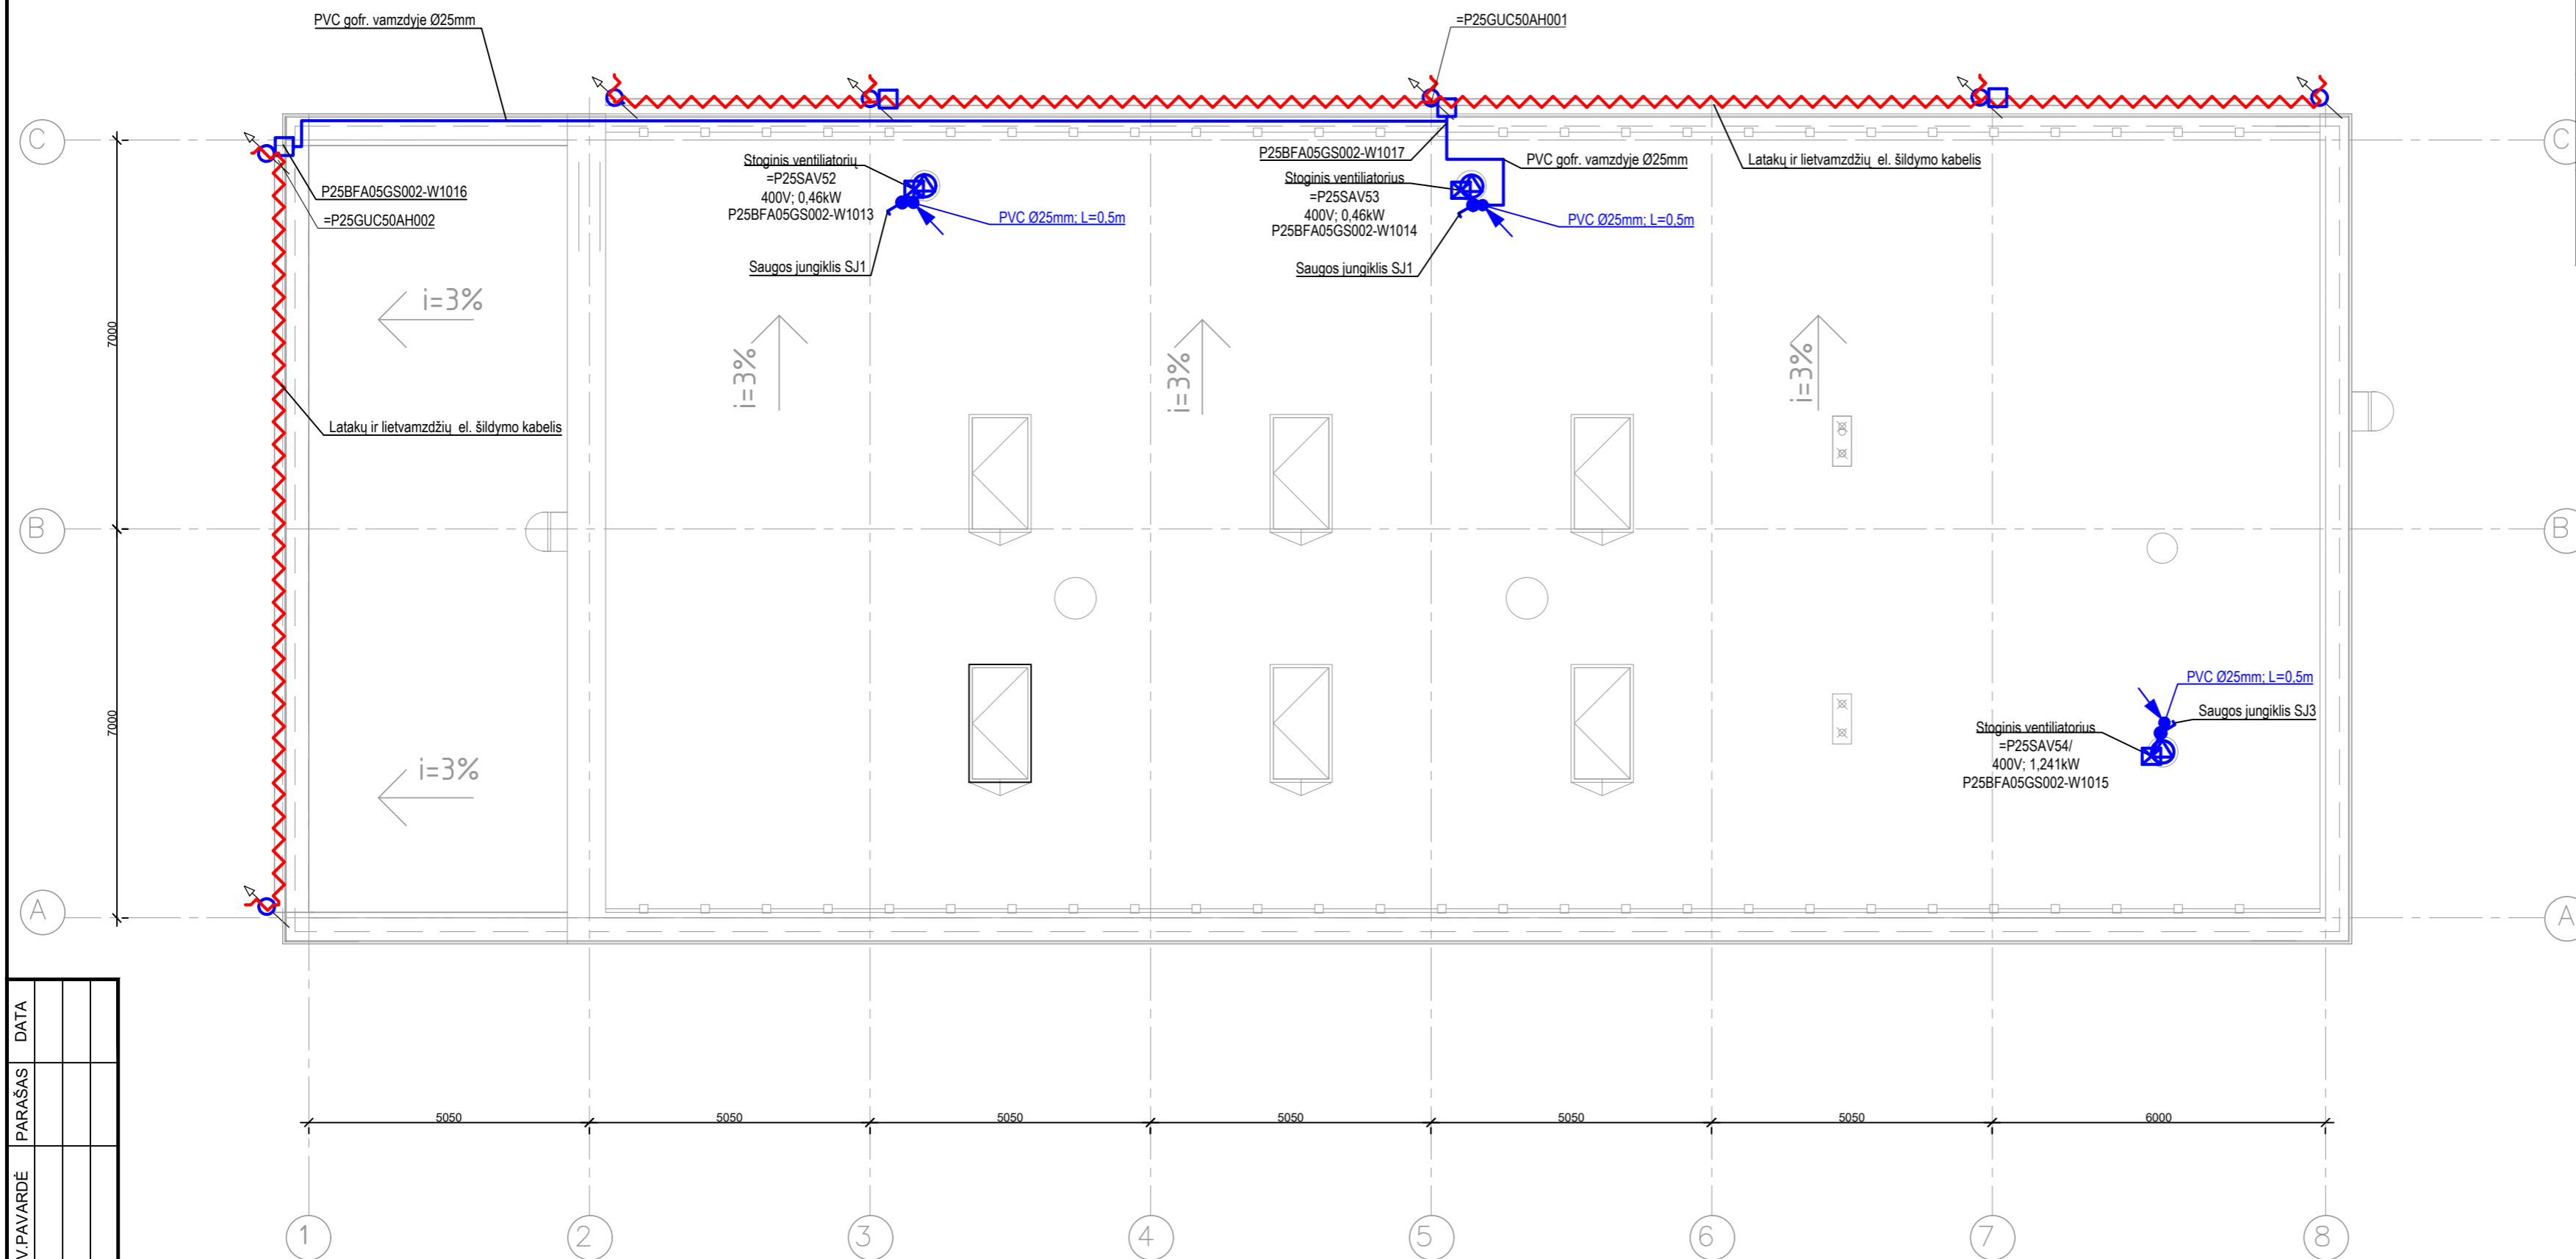 PVC gofr. vamzdyje Ø25mm
=P25GUC50AH001
C
C
P25BFA05GS002-W1016
=P25GUC50AH002
Stoginis ventiliatorių
=P25SAV52
400V; 0,46kW
P25BFA05GS002-W1013
PVC Ø25mm; L=0,5m
Saugos jungiklis SJ1
P25BFA05GS002-W1017
Stoginis ventiliatorius
=P25SAV53
400V; 0,46kW
P25BFA05GS002-W1014
PVC gofr. vamzdyje Ø25mm
PVC Ø25mm; L=0,5m
Saugos jungiklis SJ1
Latakų ir lietvamzdžių el. šildymo kabelis
i=3%
i=3%
i=3%
i=3%
7000
Latakų ir lietvamzdžių el. šildymo kabelis
B
B
7000
i=3%
PVC Ø25mm; L=0,5m
Saugos jungiklis SJ3
Stoginis ventiliatorius
=P25SAV54/
400V; 1,241kW
P25BFA05GS002-W1015
A
A
DATA
PARAŠAS
V.PAVARDĖ
5050
5050
5050
5050
5050
5050
6000
1
2
3
4
5
6
7
8